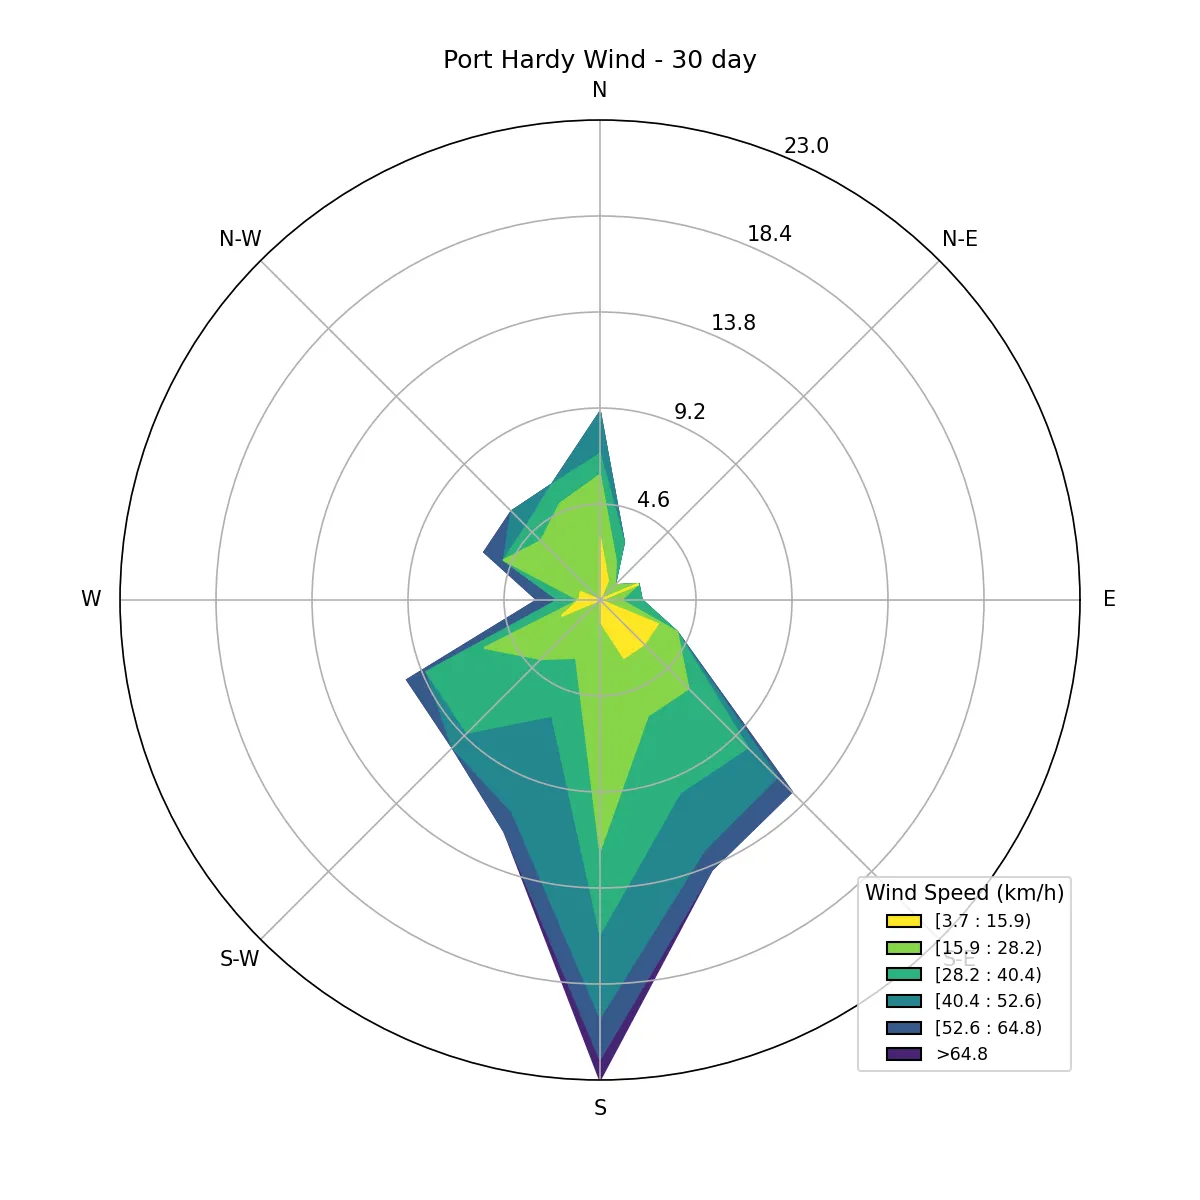 Port Hardy Wind - 30 day
N
23.0
N-W
18.4
N-E
13.8
9.2
4.6
W
E
Wind Speed (km/h)
[3.7 : 15.9)
[15.9 : 28.2)
S-W
S-E
[28.2 : 40.4)
[40.4 : 52.6)
[52.6 : 64.8)
>64.8
S